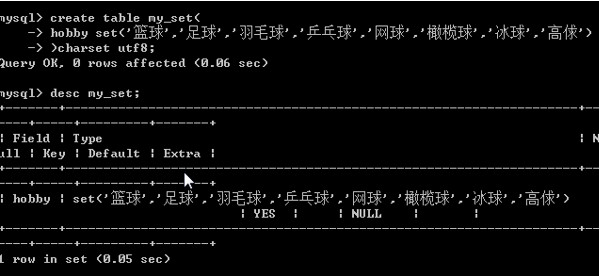 mysql> create table my_set(
-> hobby set('篮球','足球','羽毛球','乒乓球','网球','橄榄球','冰球','高俅')
-> )charset utf8;
Query OK, 0 rows affected (0.06 sec)
mysql> desc my_set;
+--------+--------------------------------------------------------------------+--
----+-----+---------+-------+
| Field | Type | N
ull | Key | Default | Extra |
+--------+--------------------------------------------------------------------+--
----+-----+---------+-------+
| hobby | set('篮球','足球','羽毛球','乒乓球','网球','橄榄球','冰球','高俅')
| YES | | NULL | |
+--------+--------------------------------------------------------------------+--
----+-----+---------+-------+
1 row in set (0.05 sec)